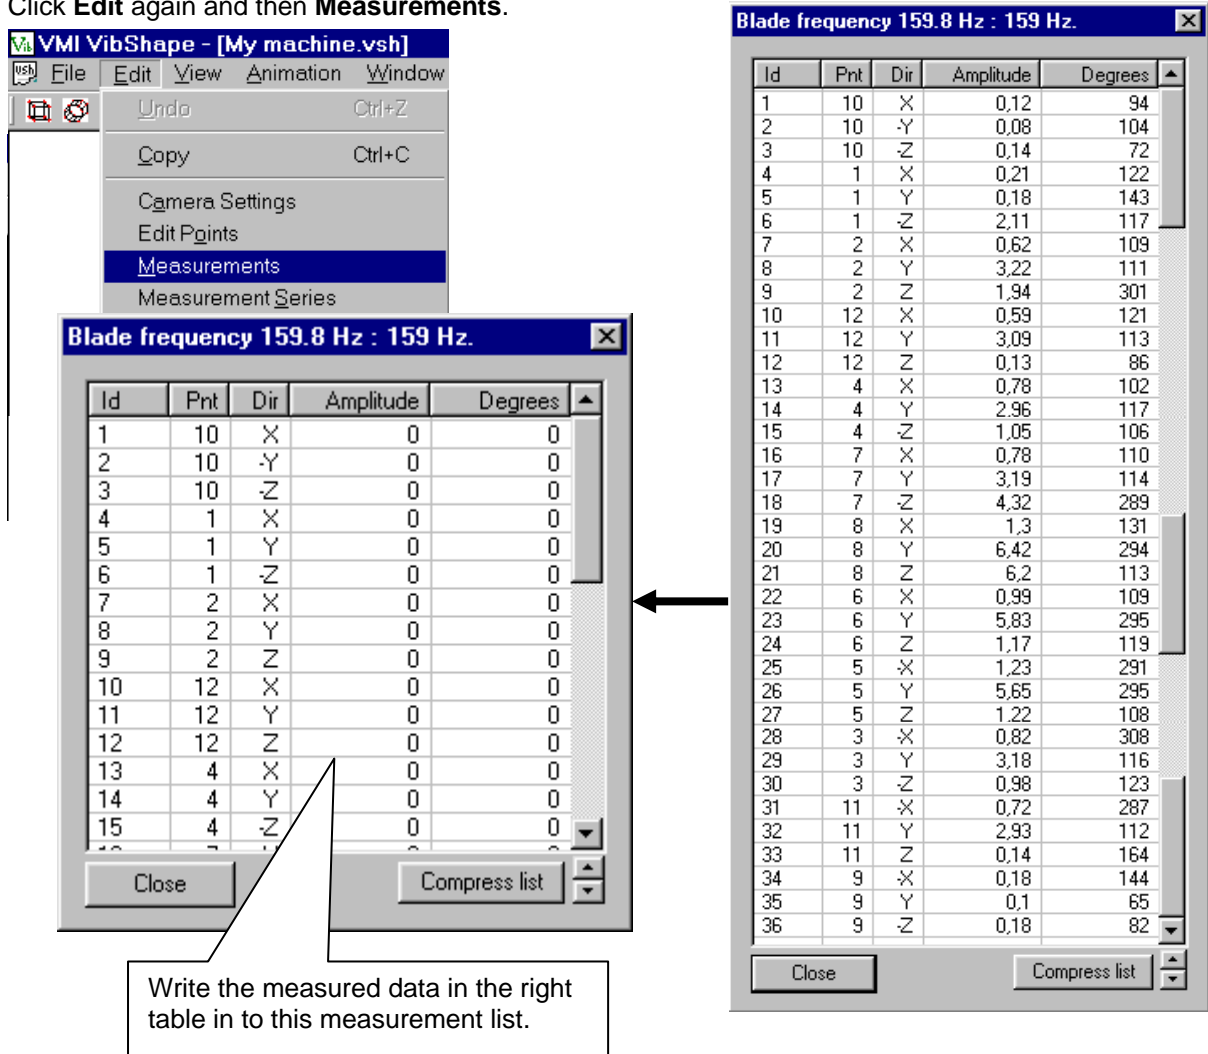 Click Edit again and then Measurements.
VMI VibShape - [My machine.vsh]
File Edit View Animation Window
Undo Ctrl+Z
Copy Ctrl+C
Camera Settings
Edit Points
Measurements
Measurement Series
Blade frequency 159.8 Hz : 159 Hz.
Id Pnt Dir Amplitude Degrees
1 10 X 0 0
2 10 -Y 0 0
3 10 -Z 0 0
4 1 X 0 0
5 1 Y 0 0
6 1 -Z 0 0
7 2 X 0 0
8 2 Y 0 0
9 2 Z 0 0
10 12 X 0 0
11 12 Y 0 0
12 12 Z 0 0
13 4 X 0 0
14 4 Y 0 0
15 4 -Z 0 0
Close Compress list
Write the measured data in the right
table in to this measurement list.
Blade frequency 159.8 Hz : 159 Hz.
Id Pnt Dir Amplitude Degrees
1 10 X 0,12 94
2 10 -Y 0,08 104
3 10 -Z 0,14 72
4 1 X 0,21 122
5 1 Y 0,18 143
6 1 -Z 2,11 117
7 2 X 0,62 109
8 2 Y 3,22 111
9 2 Z 1,94 301
10 12 X 0,59 121
11 12 Y 3,09 113
12 12 Z 0,13 86
13 4 X 0,78 102
14 4 Y 2.96 117
15 4 -Z 1,05 106
16 7 X 0,78 110
17 7 Y 3,19 114
18 7 -Z 4,32 289
19 8 X 1,3 131
20 8 Y 6,42 294
21 8 Z 6,2 113
22 6 X 0,99 109
23 6 Y 5,83 295
24 6 Z 1,17 119
25 5 -X 1,23 291
26 5 Y 5,65 295
27 5 Z 1.22 108
28 3 -X 0,82 308
29 3 Y 3,18 116
30 3 -Z 0,98 123
31 11 -X 0,72 287
32 11 Y 2,93 112
33 11 Z 0,14 164
34 9 -X 0,18 144
35 9 Y 0,1 65
36 9 -Z 0,18 82
Close Compress list